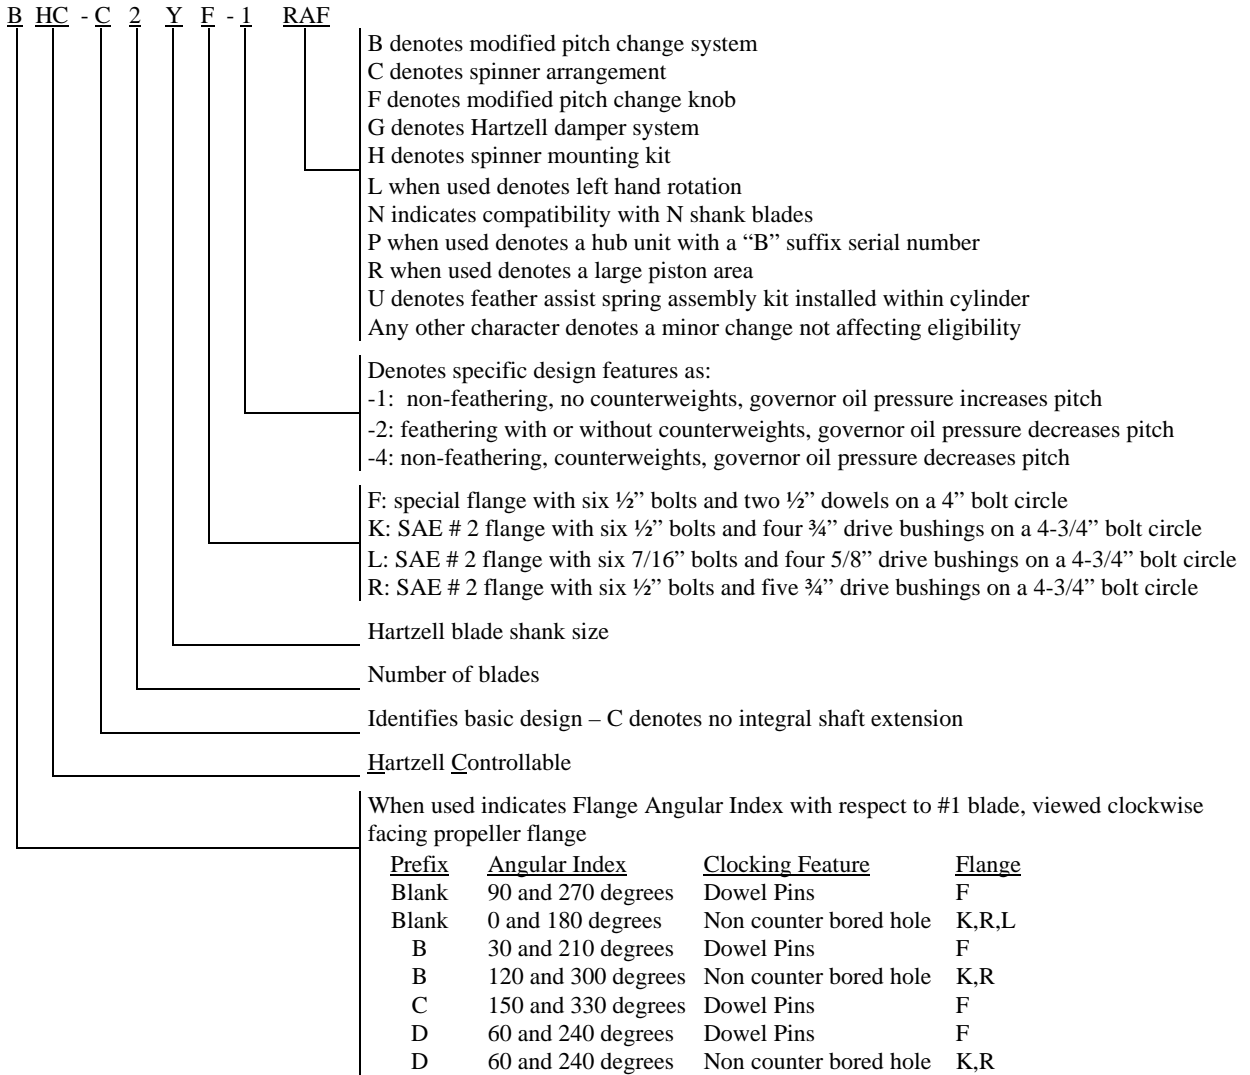 B HC - C 2 Y F - 1 RAF
B denotes modified pitch change system
C denotes spinner arrangement
F denotes modified pitch change knob
G denotes Hartzell damper system
H denotes spinner mounting kit
L when used denotes left hand rotation
N indicates compatibility with N shank blades
P when used denotes a hub unit with a “B” suffix serial number
R when used denotes a large piston area
U denotes feather assist spring assembly kit installed within cylinder
Any other character denotes a minor change not affecting eligibility
Denotes specific design features as:
-1: non-feathering, no counterweights, governor oil pressure increases pitch
-2: feathering with or without counterweights, governor oil pressure decreases pitch
-4: non-feathering, counterweights, governor oil pressure decreases pitch
F: special flange with six ½” bolts and two ½” dowels on a 4” bolt circle
K: SAE # 2 flange with six ½” bolts and four ¾” drive bushings on a 4-3/4” bolt circle
L: SAE # 2 flange with six 7/16” bolts and four 5/8” drive bushings on a 4-3/4” bolt circle
R: SAE # 2 flange with six ½” bolts and five ¾” drive bushings on a 4-3/4” bolt circle
Hartzell blade shank size
Number of blades
Identifies basic design – C denotes no integral shaft extension
Hartzell Controllable
When used indicates Flange Angular Index with respect to #1 blade, viewed clockwise
facing propeller flange
Prefix Angular Index Clocking Feature Flange
Blank 90 and 270 degrees Dowel Pins F
Blank 0 and 180 degrees Non counter bored hole K,R,L
B 30 and 210 degrees Dowel Pins F
B 120 and 300 degrees Non counter bored hole K,R
C 150 and 330 degrees Dowel Pins F
D 60 and 240 degrees Dowel Pins F
D 60 and 240 degrees Non counter bored hole K,R